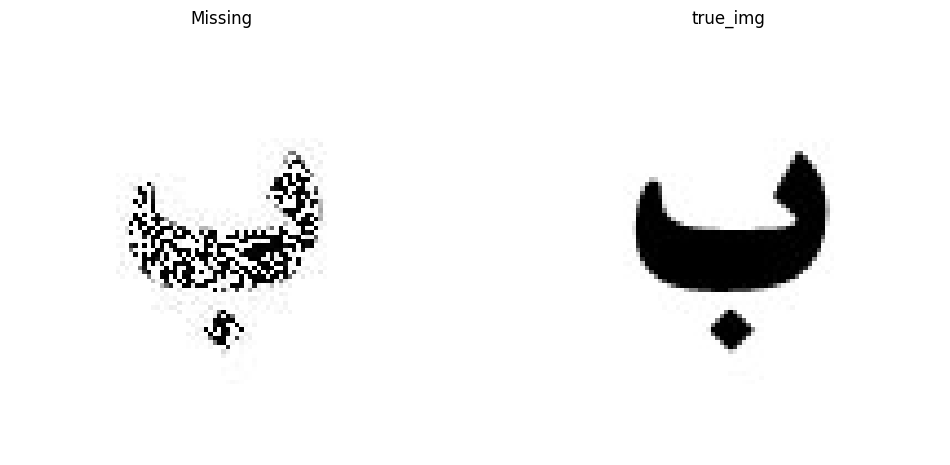 Missing true_img
ب ب